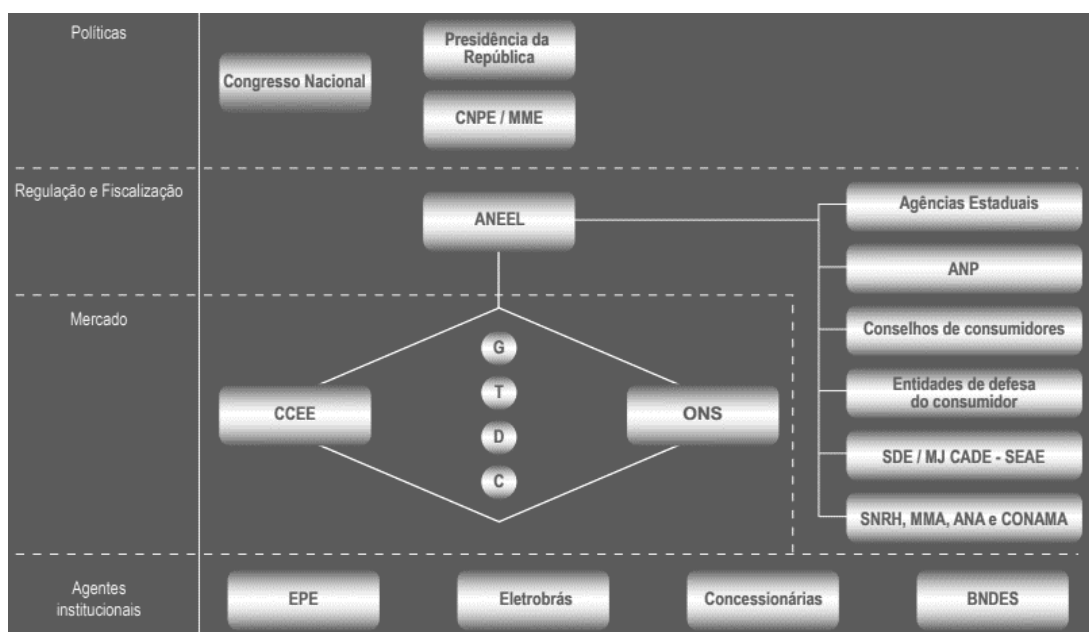 Políticas
Congresso Nacional
Presidência da
República
CNPE / MME
Regulação e Fiscalização
ANEEL
Agências Estaduais
ANP
Conselhos de consumidores
Entidades de defesa
do consumidor
SDE / MJ CADE - SEAE
SNRH, MMA, ANA e CONAMA
Mercado
G
T
D
C
CCEE
ONS
Agentes
institucionais
EPE
Eletrobrás
Concessionárias
BNDES